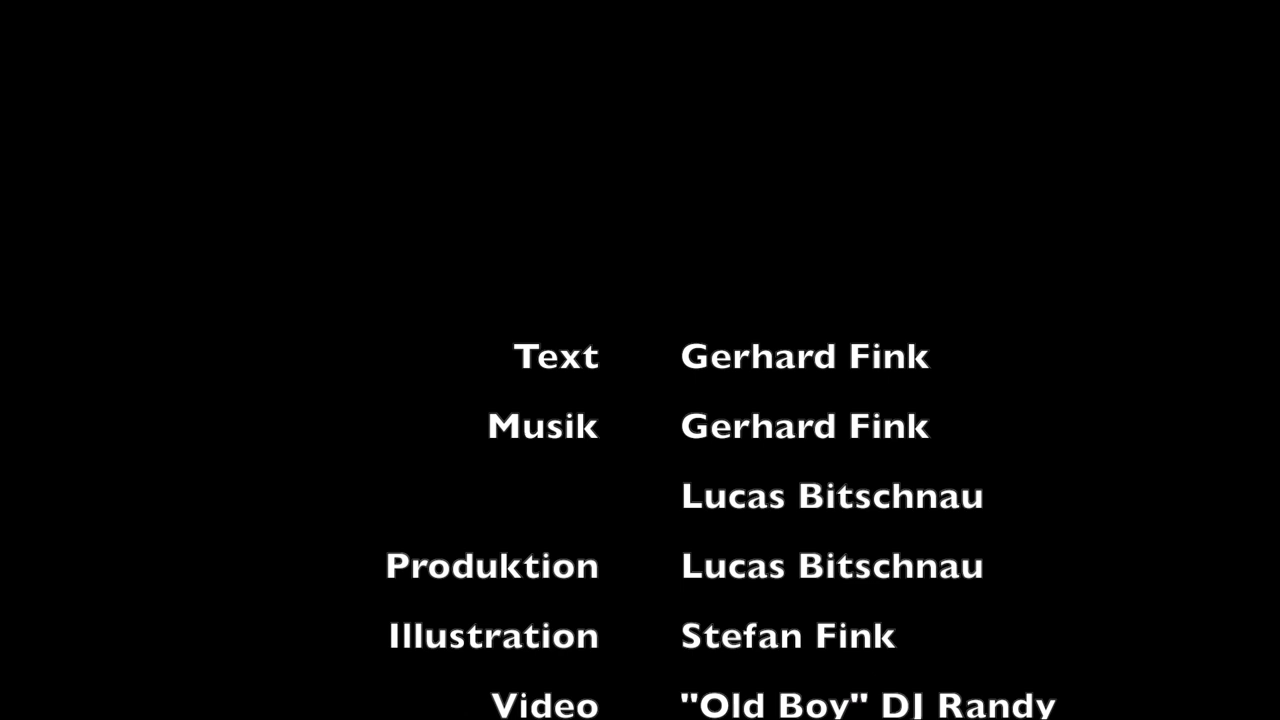 Text Gerhard Fink
Musik Gerhard Fink
Lucas Bitschnau
Produktion Lucas Bitschnau
Illustration Stefan Fink
Video "Old Boy" DJ Randy